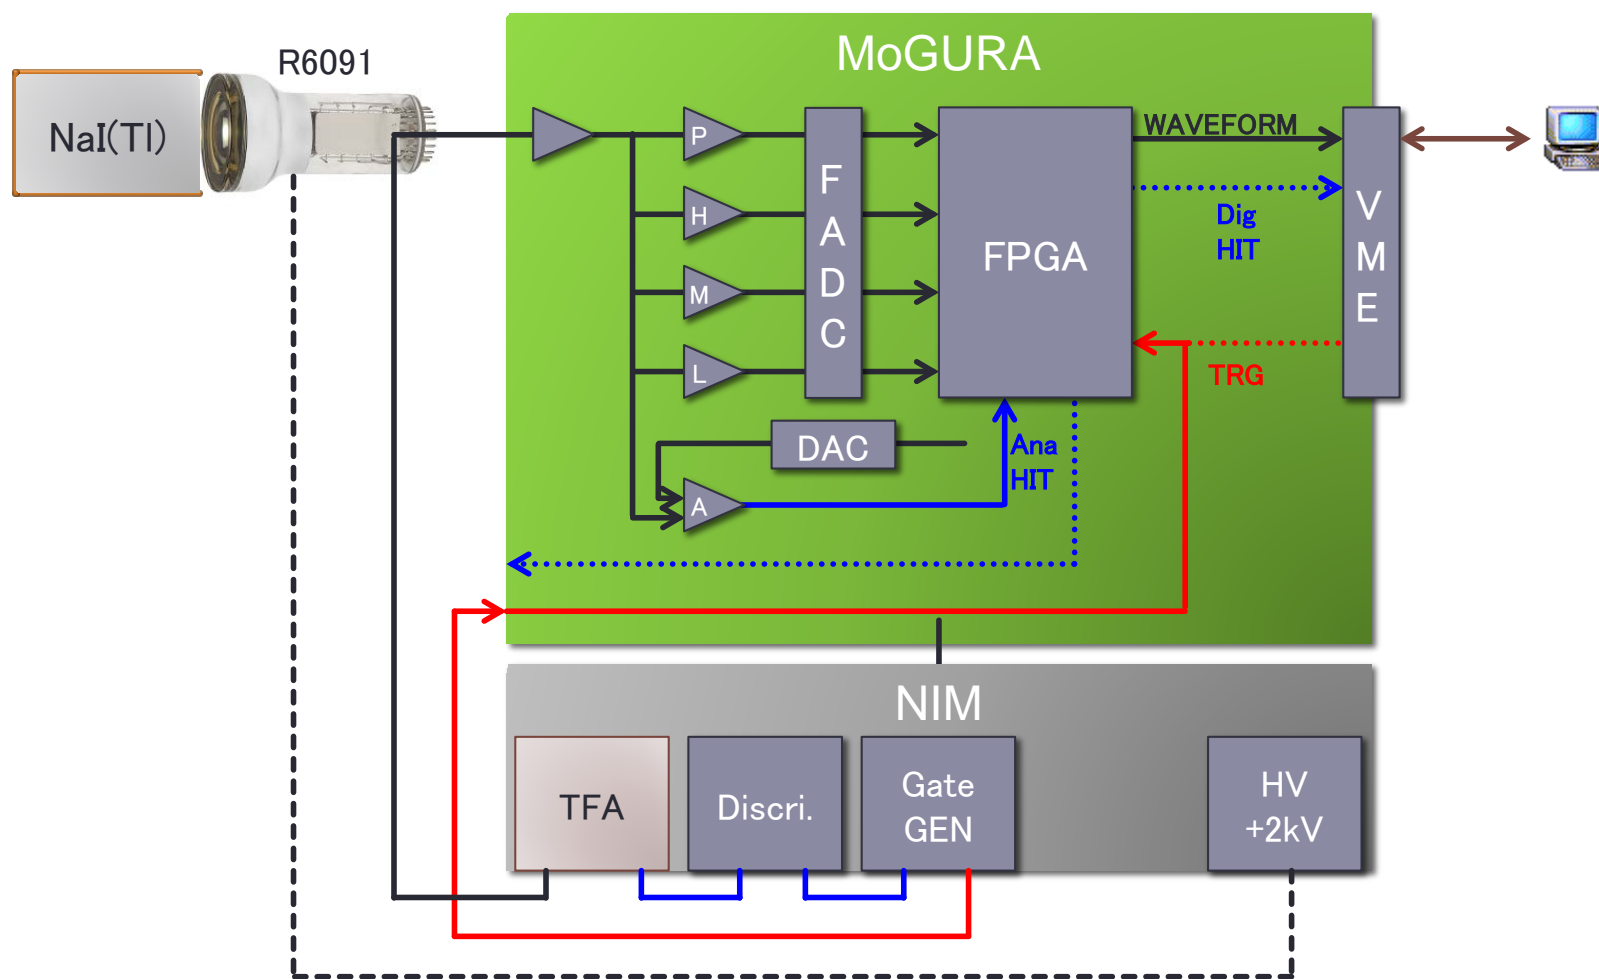 R6091
NaI(Tl)
MoGURA
P
H
M
L
A
F
A
D
C
FPGA
DAC
WAVEFORM
Dig
HIT
TRG
Ana
HIT
V
M
E
NIM
TFA
Discri.
Gate
GEN
HV
+2kV